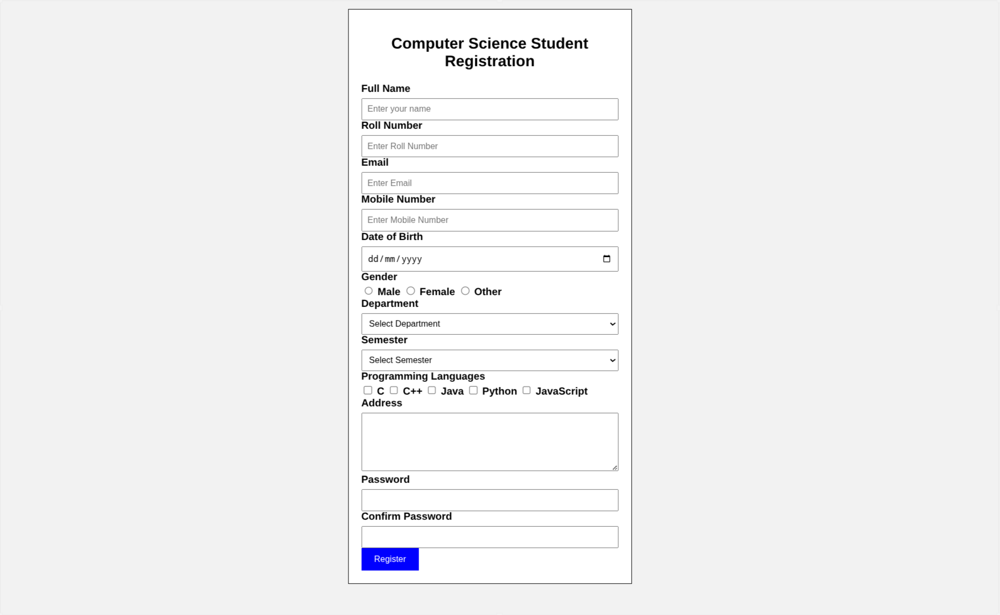 Computer Science Student
Registration
Full Name
Enter your name
Roll Number
Enter Roll Number
Email
Enter Email
Mobile Number
Enter Mobile Number
Date of Birth
dd/mm/yyyy
Gender
Male Female Other
Department
Select Department
Semester
Select Semester
Programming Languages
C C++ Java Python JavaScript
Address
Password
Confirm Password
Register